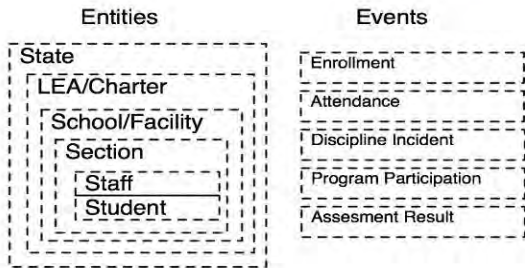 Entities
State
LEA/Charter
School/Facility
Section
Staff
Student
Events
Enrollment
Attendance
Discipline Incident
Program Participation
Assesment Result